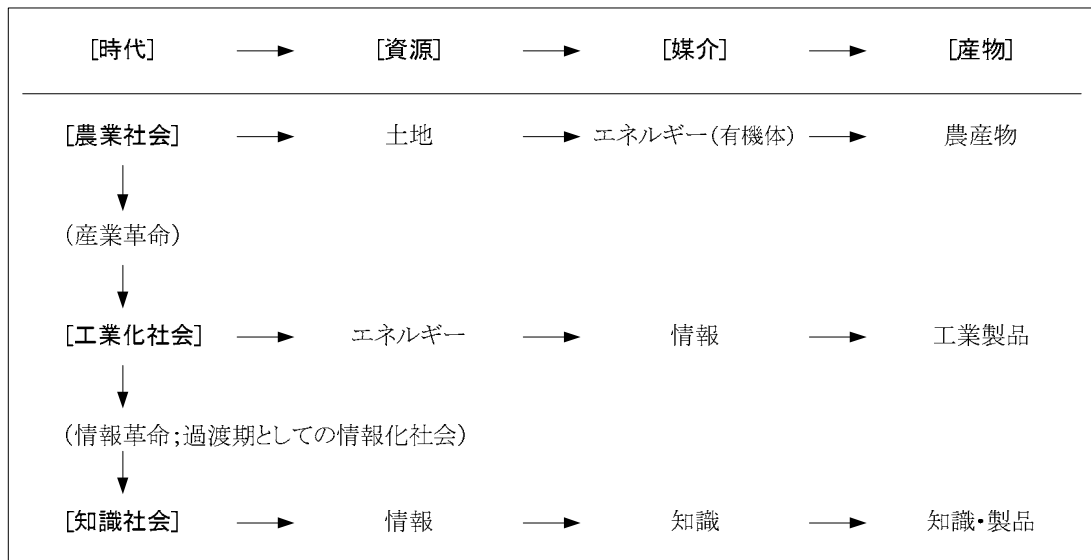 [時代] [資源] [媒介] [産物]
[農業社会] 土地 エネルギー(有機体) 農産物
(産業革命)
[工業化社会] エネルギー 情報 工業製品
(情報革命;過渡期としての情報化社会)
[知識社会] 情報 知識 知識・製品